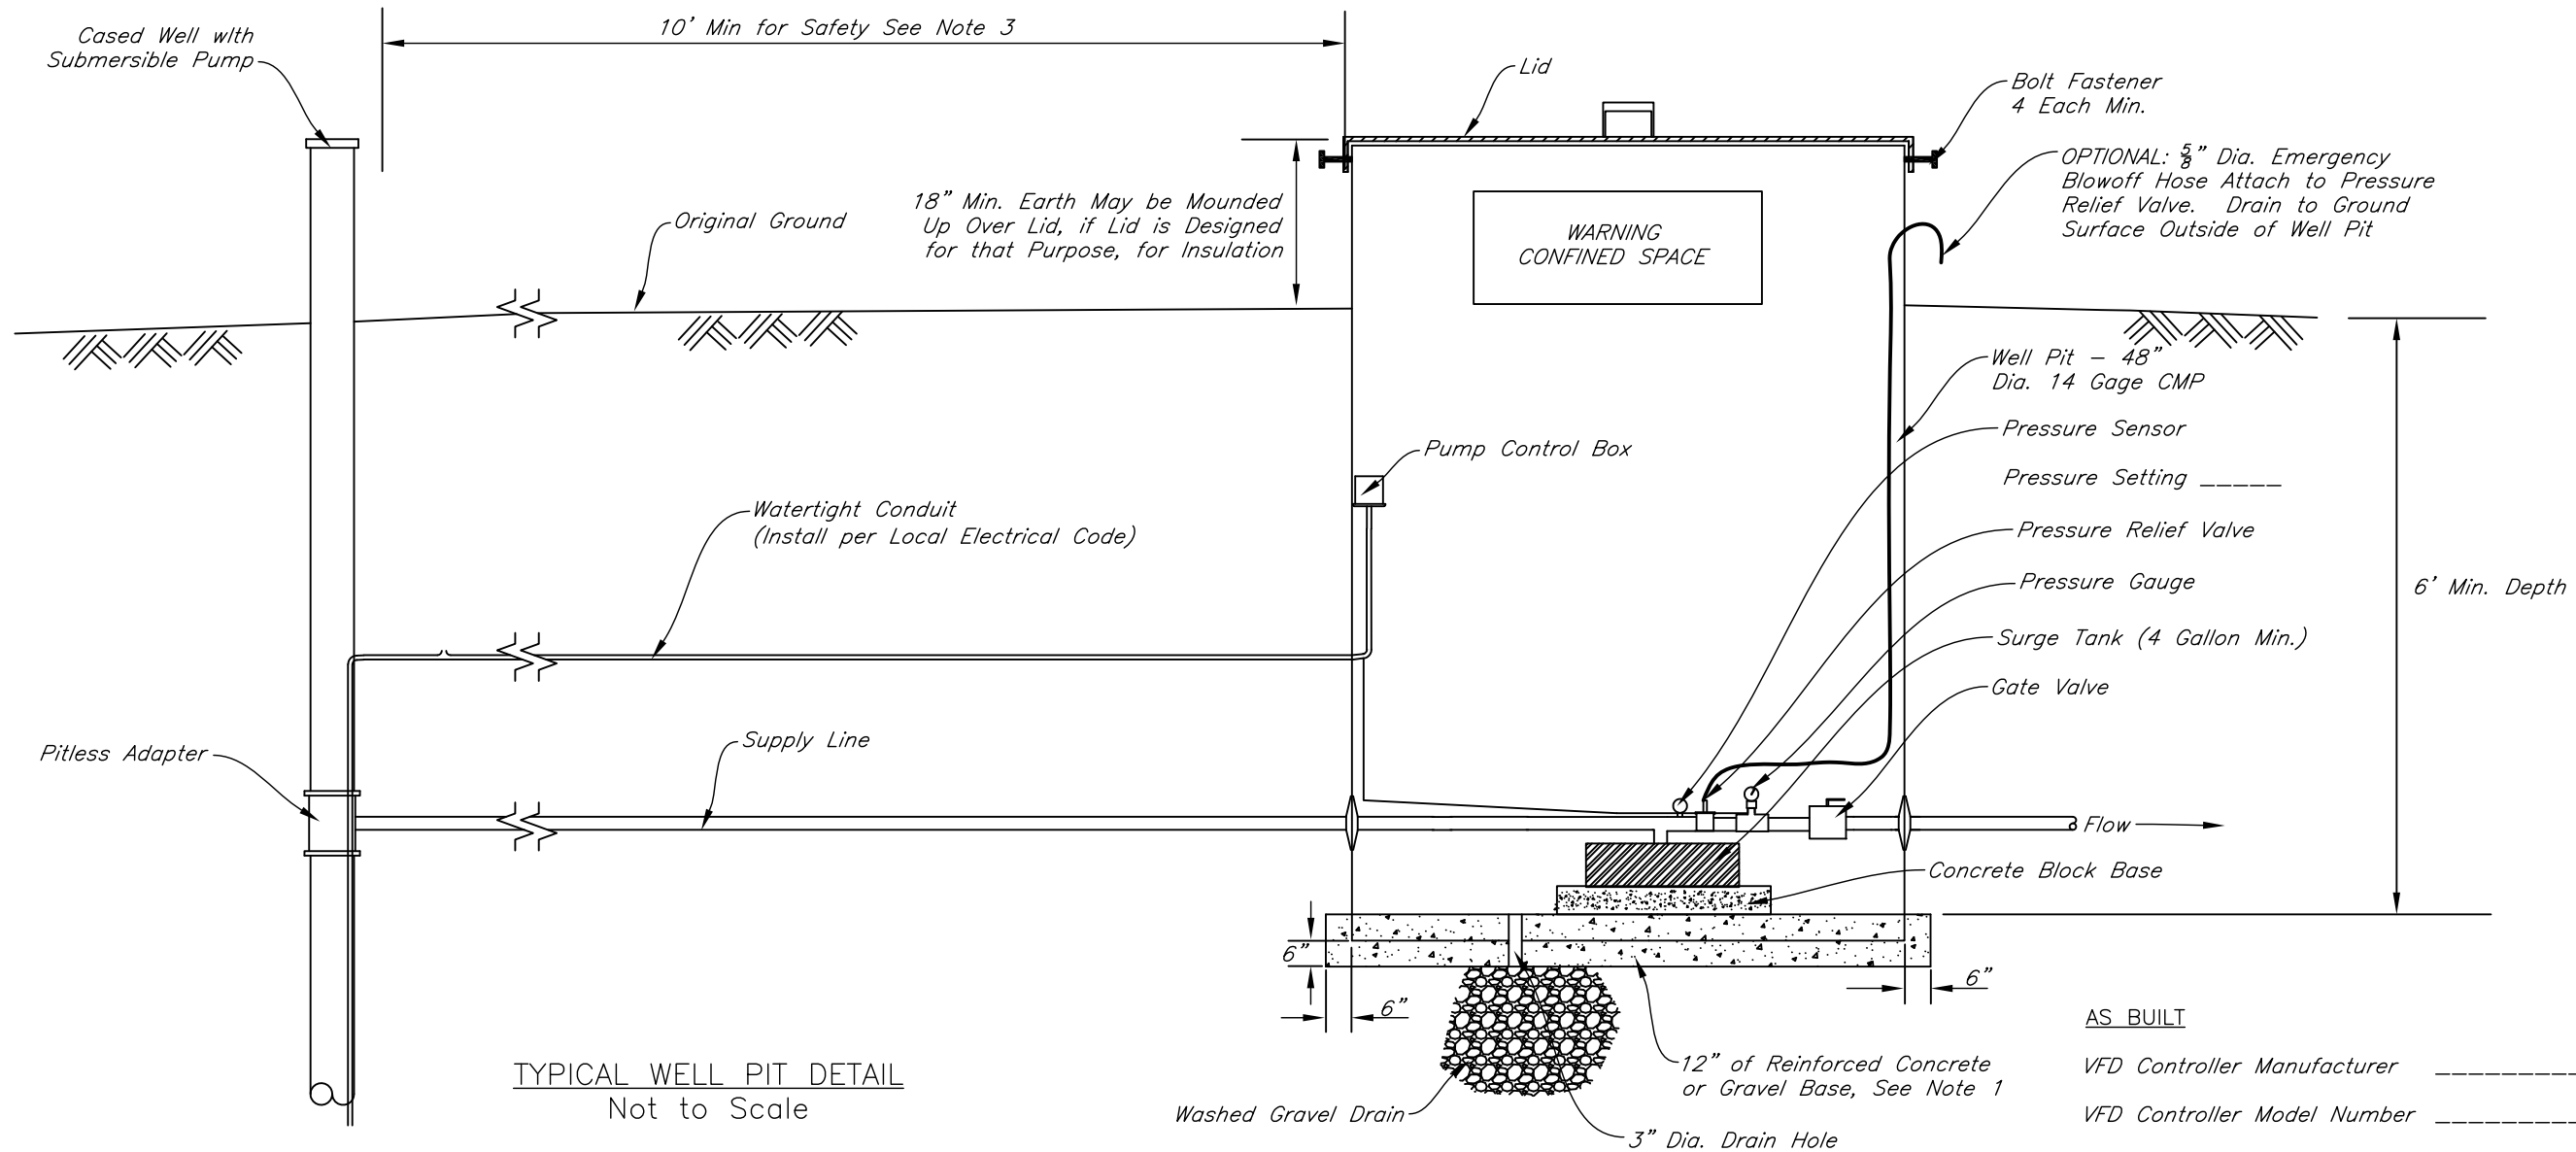 Cased Well with
Submersible Pump
10' Min for Safety See Note 3
Lid
Bolt Fastener
4 Each Min.
OPTIONAL: 5/8" Dia. Emergency
Blowoff Hose Attach to Pressure
Relief Valve. Drain to Ground
Surface Outside of Well Pit
18" Min. Earth May be Mounded
Up Over Lid, if Lid is Designed
for that Purpose, for Insulation
Original Ground
WARNING
CONFINED SPACE
Well Pit - 48"
Dia. 14 Gage CMP
Pressure Sensor
Pressure Setting _____
Pump Control Box
Watertight Conduit
(Install per Local Electrical Code)
Pressure Relief Valve
Pressure Gauge
6' Min. Depth
Surge Tank (4 Gallon Min.)
Gate Valve
Pitless Adapter
Supply Line
Flow
Concrete Block Base
6"
6"
6"
12" of Reinforced Concrete
or Gravel Base, See Note 1
Washed Gravel Drain
3" Dia. Drain Hole
TYPICAL WELL PIT DETAIL
Not to Scale
AS BUILT
VFD Controller Manufacturer _________
VFD Controller Model Number _________